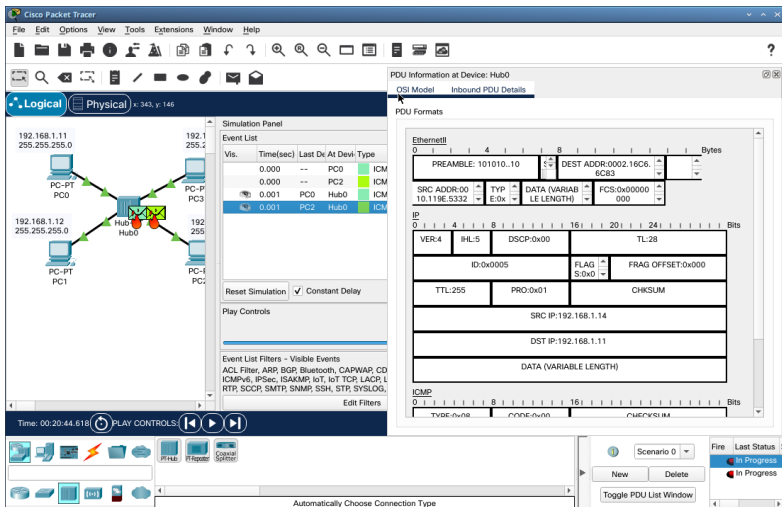 Cisco Packet Tracer
File Edit Options View Tools Extensions Window Help
?
PDU Information at Device: Hub0
OSI Model Inbound PDU Details
PDU Formats
Logical Physical x: 343, y: 146
192.168.1.11
255.255.255.0
192.1
255.2
PC-PT
PC0
PC-P
PC3
Hub
Hub0
192.168.1.12
255.255.255.0
192
255.
PC-PT
PC1
PC-F
PC2
Simulation Panel
Event List
Vis. Time(sec) Last De At Devi Type
0.000 -- PC0 ICM
0.000 -- PC2 ICM
0.001 PC0 Hub0 ICM
0.001 PC2 Hub0 ICM
Reset Simulation Constant Delay
Play Controls
Event List Filters - Visible Events
ACL Filter, ARP, BGP, Bluetooth, CAPWAP, CD
ICMPv6, IPSec, ISAKMP, IoT, IoT TCP, LACP, L
RTP, SCCP, SMTP, SNMP, SSH, STP, SYSLOG,
Edit Filters
EthernetII
0 4 8 Bytes
PREAMBLE: 101010..10
DEST ADDR:0002.16C6.
6C83
SRC ADDR:00
10.119E.5332
TYP
E:0x
DATA (VARIAB
LE LENGTH)
FCS:0x00000
000
IP
0 4 8 16 20 24 Bits
VER:4 IHL:5 DSCP:0x00 TL:28
ID:0x0005
FLAG
S:0x0
FRAG OFFSET:0x000
TTL:255 PRO:0x01 CHKSUM
SRC IP:192.168.1.14
DST IP:192.168.1.11
DATA (VARIABLE LENGTH)
ICMP
0 8 16 Bits
TYPE:0x08 CODE:0x00 CHECKSUM
Time: 00:20:44.618 PLAY CONTROLS:
PT-Hub PT-Repeater Coaxial
Splitter
Automatically Choose Connection Type
Scenario 0
New Delete
Toggle PDU List Window
Fire Last Status
In Progress
In Progress